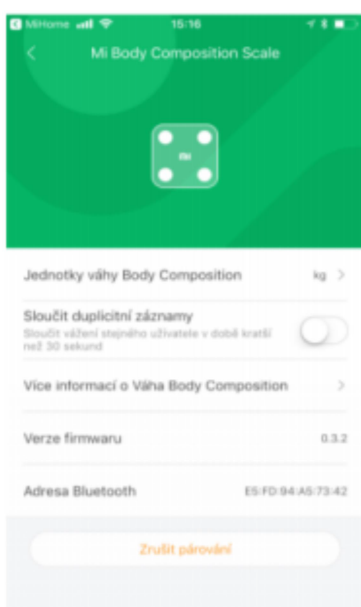 MiHome 15:16
Mi Body Composition Scale
mi
Jednotky váhy Body Composition kg
Sloučit duplicitní záznamy
Sloučit vážení stejného uživatele v době kratší
než 30 sekund
Více informací o Váha Body Composition
Verze firmwaru 0.3.2
Adresa Bluetooth E5:FD:94:A5:73:42
Zrušit párování